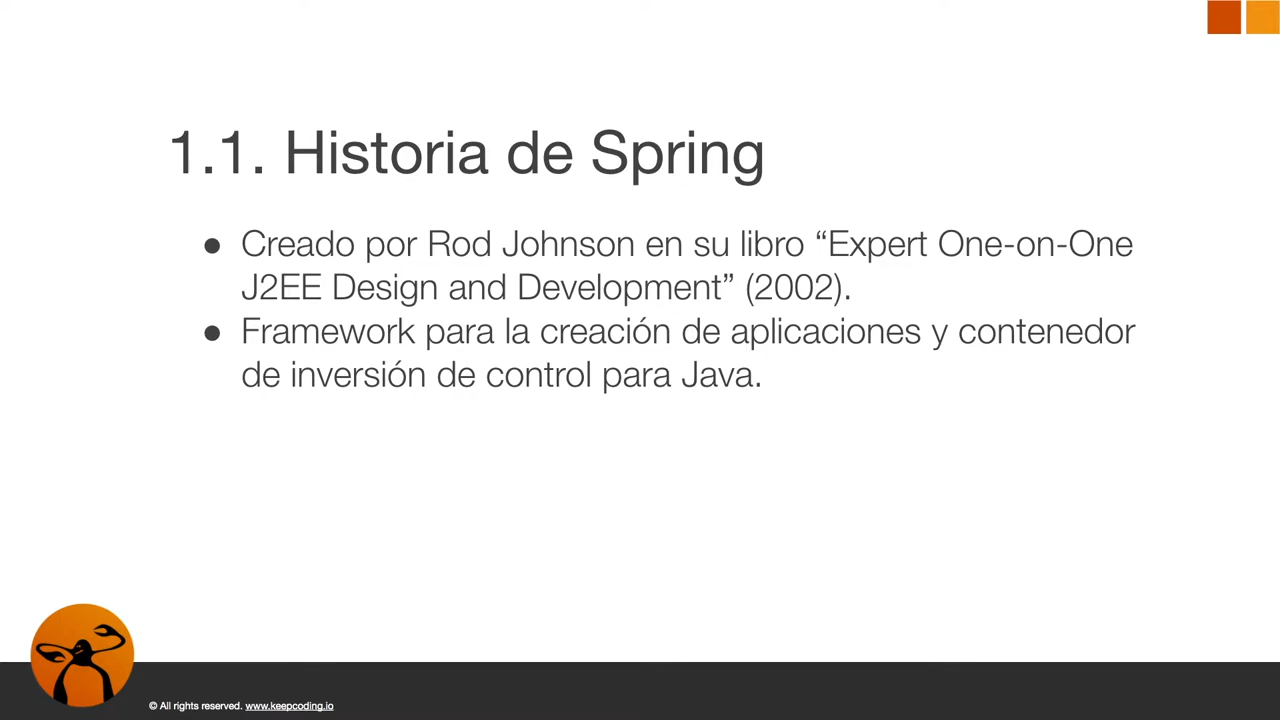 1.1. Historia de Spring
● Creado por Rod Johnson en su libro “Expert One-on-One
J2EE Design and Development” (2002).
● Framework para la creación de aplicaciones y contenedor
de inversión de control para Java.
© All rights reserved. www.keepcoding.io